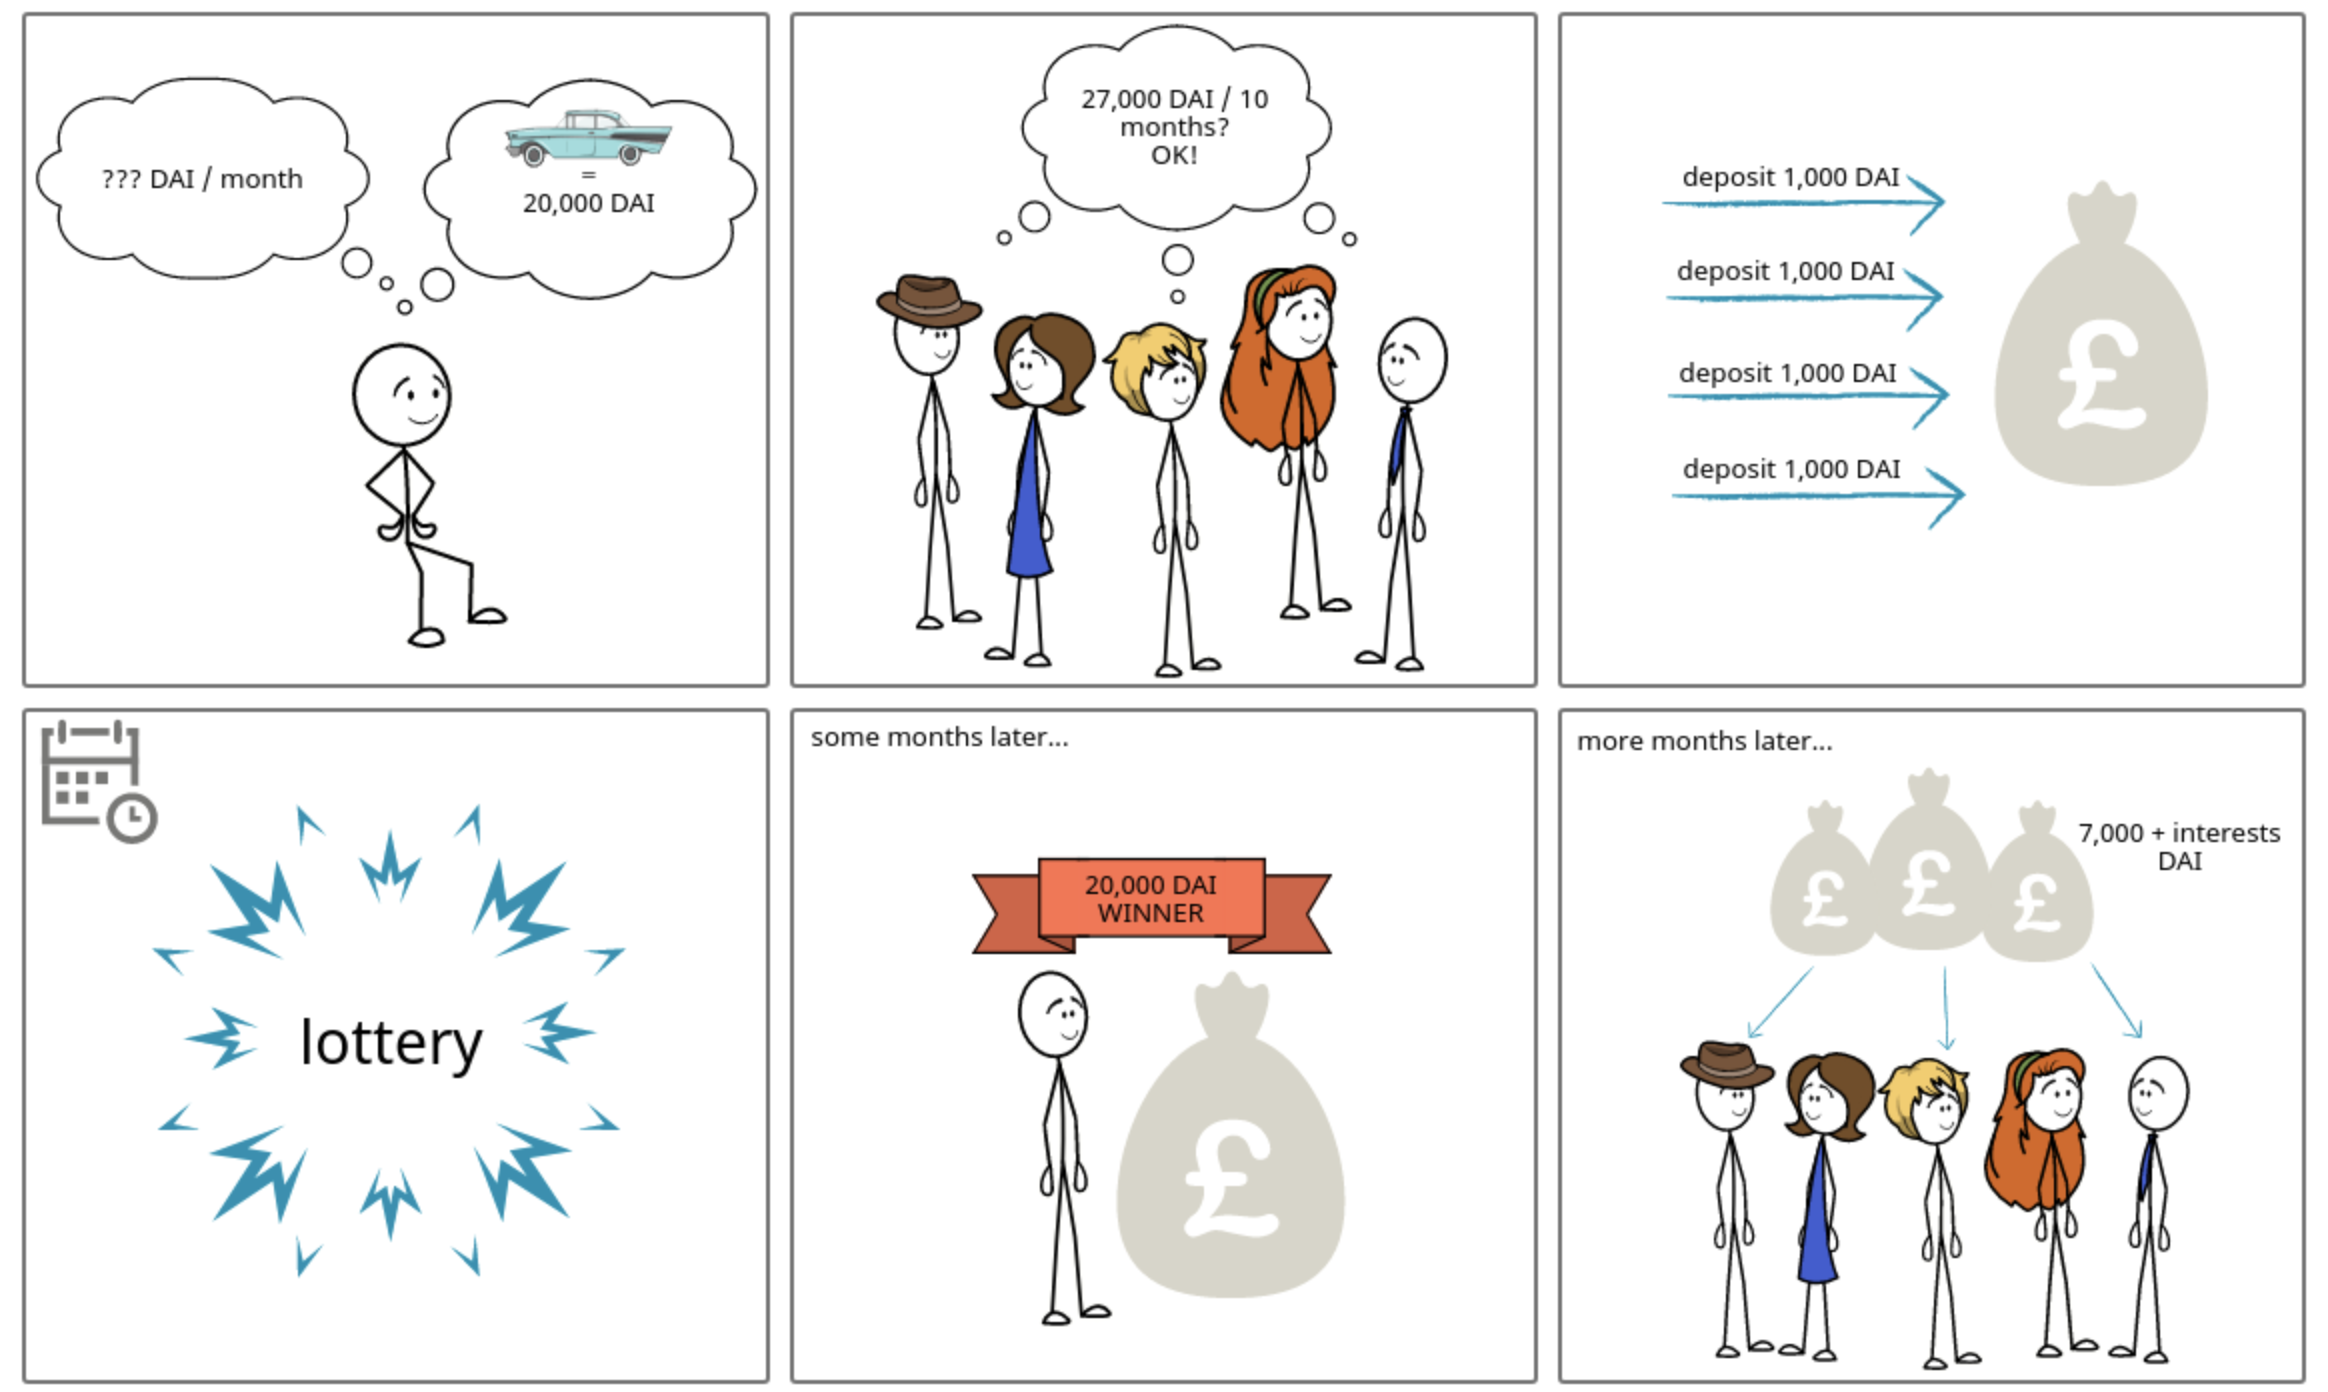 ??? DAI / month
=
20,000 DAI
27,000 DAI / 10
months?
OK!
deposit 1,000 DAI
deposit 1,000 DAI
deposit 1,000 DAI
deposit 1,000 DAI
£
lottery
some months later...
20,000 DAI
WINNER
£
more months later...
7,000 + interests
DAI
£ £ £